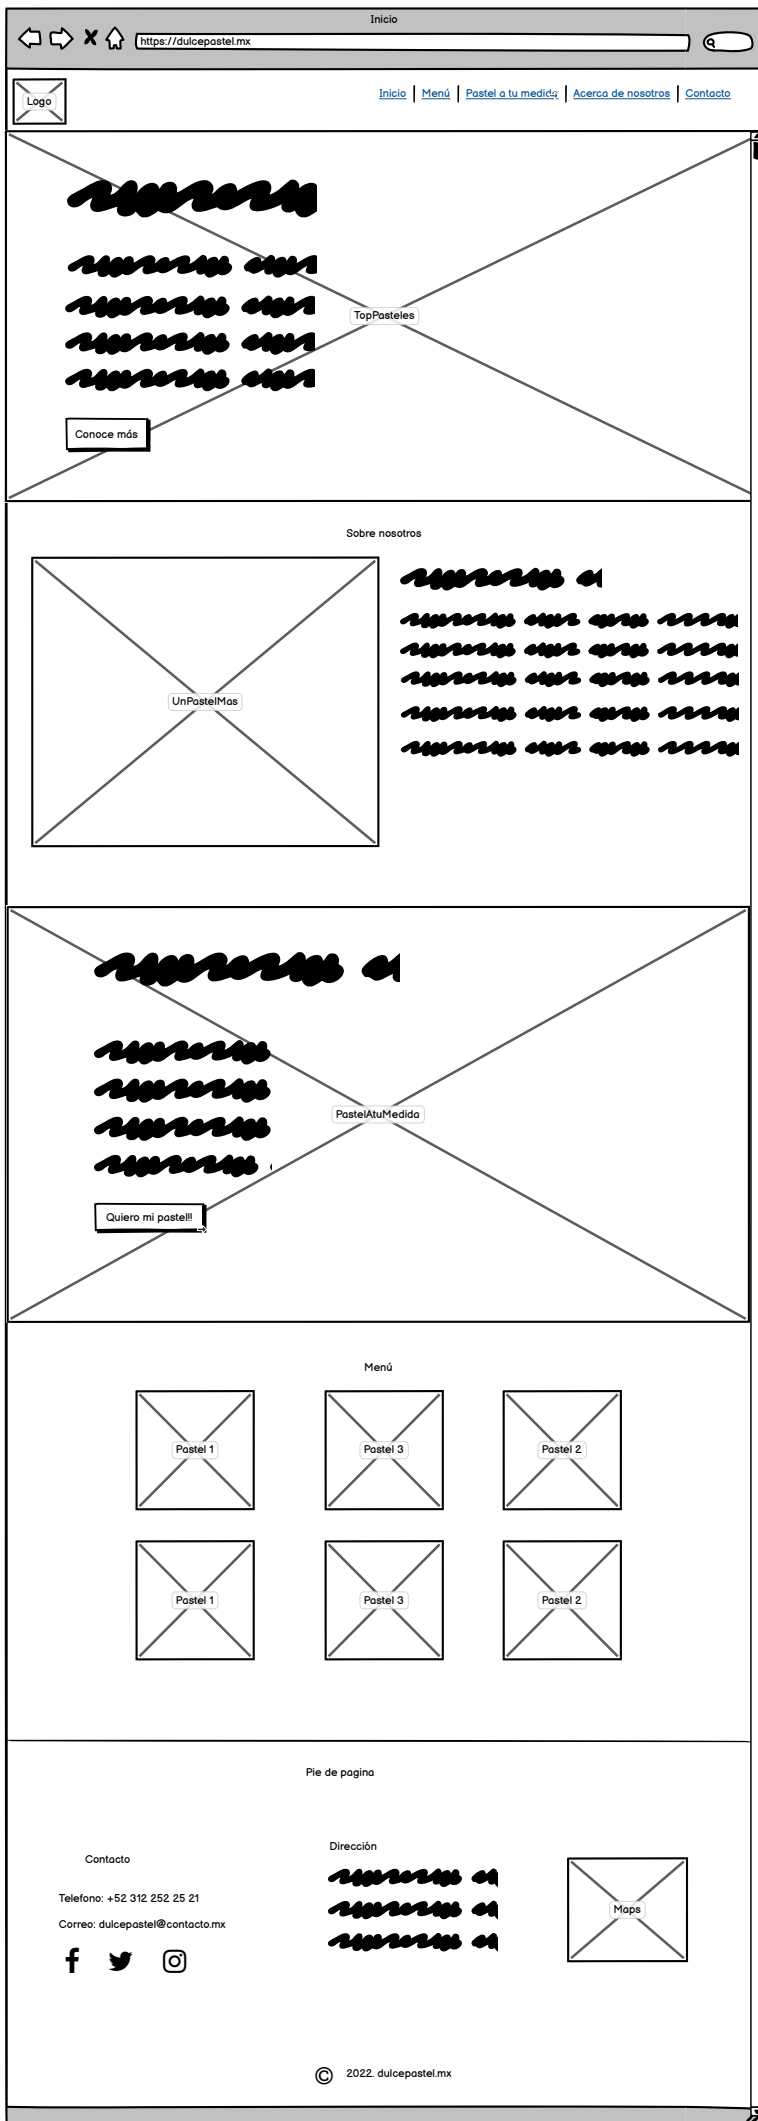 Inicio
https://dulcepastel.mx
Logo
Inicio | Menú | Pastel a tu medida | Acerca de nosotros | Contacto
TopPasteles
Conoce más
Sobre nosotros
UnPastelMas
PastelAtuMedida
Quiero mi pastel!!
Menú
Pastel 1 Pastel 3 Pastel 2
Pastel 1 Pastel 3 Pastel 2
Pie de pagina
Contacto
Telefono: +52 312 252 25 21
Correo: dulcepastel@contacto.mx
Dirección
Maps
© 2022. dulcepastel.mx